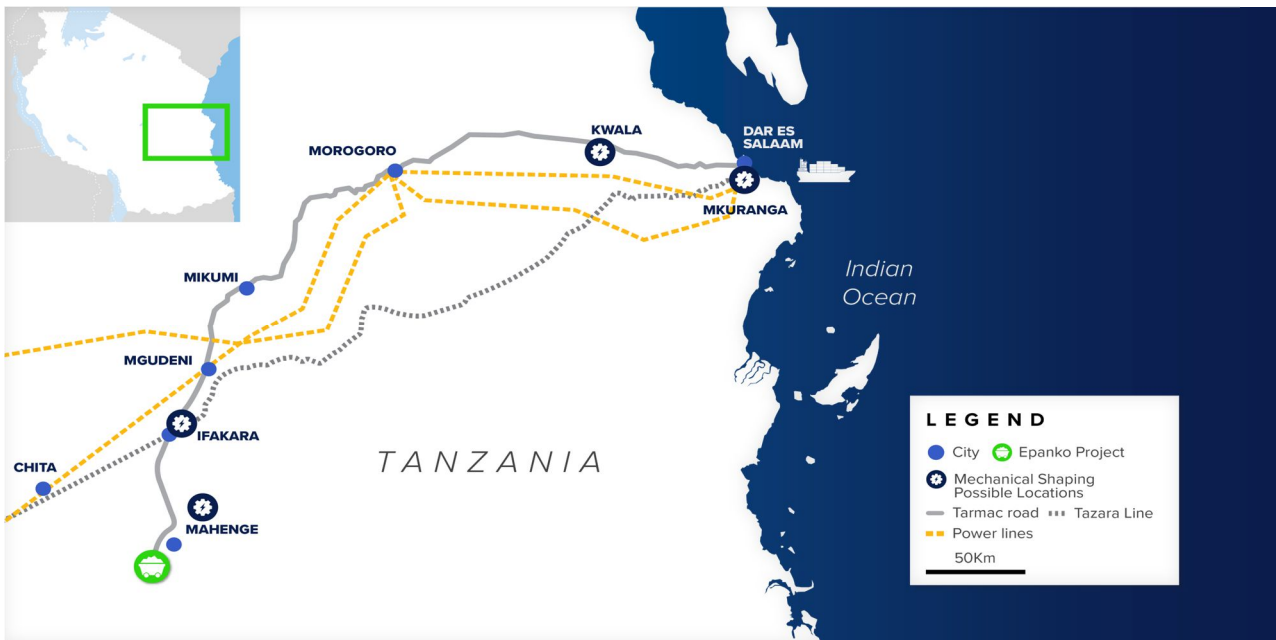 KWALA
DAR ES
SALAAM
MOROGORO
MKURANGA
MIKUMI
Indian
Ocean
MGUDENI
IFAKARA
CHITA
TANZANIA
MAHENGE
LEGEND
City
Epanko Project
Mechanical Shaping
Possible Locations
Tarmac road
Tazara Line
Power lines
50Km